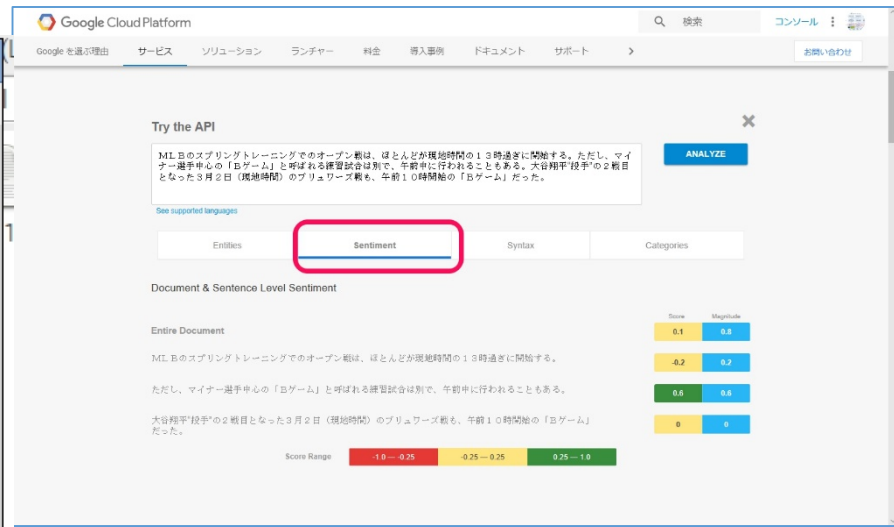 Google Cloud Platform
検索
コンソール
Google を選ぶ理由 サービス ソリューション ランチャー 料金 導入事例 ドキュメント サポート >
お問い合わせ
Try the API
ＭＬＢのスプリングトレーニングでのオープン戦は、ほとんどが現地時間の１３時過ぎに開始する。ただし、マイ
ナー選手中心の「Ｂゲーム」と呼ばれる練習試合は別で、午前中に行われることもある。大谷翔平"投手"の２戦目
となった３月２日（現地時間）のブリュワーズ戦も、午前１０時開始の「Ｂゲーム」だった。
ANALYZE
See supported languages
Entities Sentiment Syntax Categories
Document & Sentence Level Sentiment
Score Magnitude
Entire Document 0.1 0.8
ＭＬＢのスプリングトレーニングでのオープン戦は、ほとんどが現地時間の１３時過ぎに開始する。 -0.2 0.2
ただし、マイナー選手中心の「Ｂゲーム」と呼ばれる練習試合は別で、午前中に行われることもある。 0.6 0.6
大谷翔平"投手"の２戦目となった３月２日（現地時間）のブリュワーズ戦も、午前１０時開始の「Ｂゲーム」
だった。 0 0
Score Range -1.0 — -0.25 -0.25 — 0.25 0.25 — 1.0